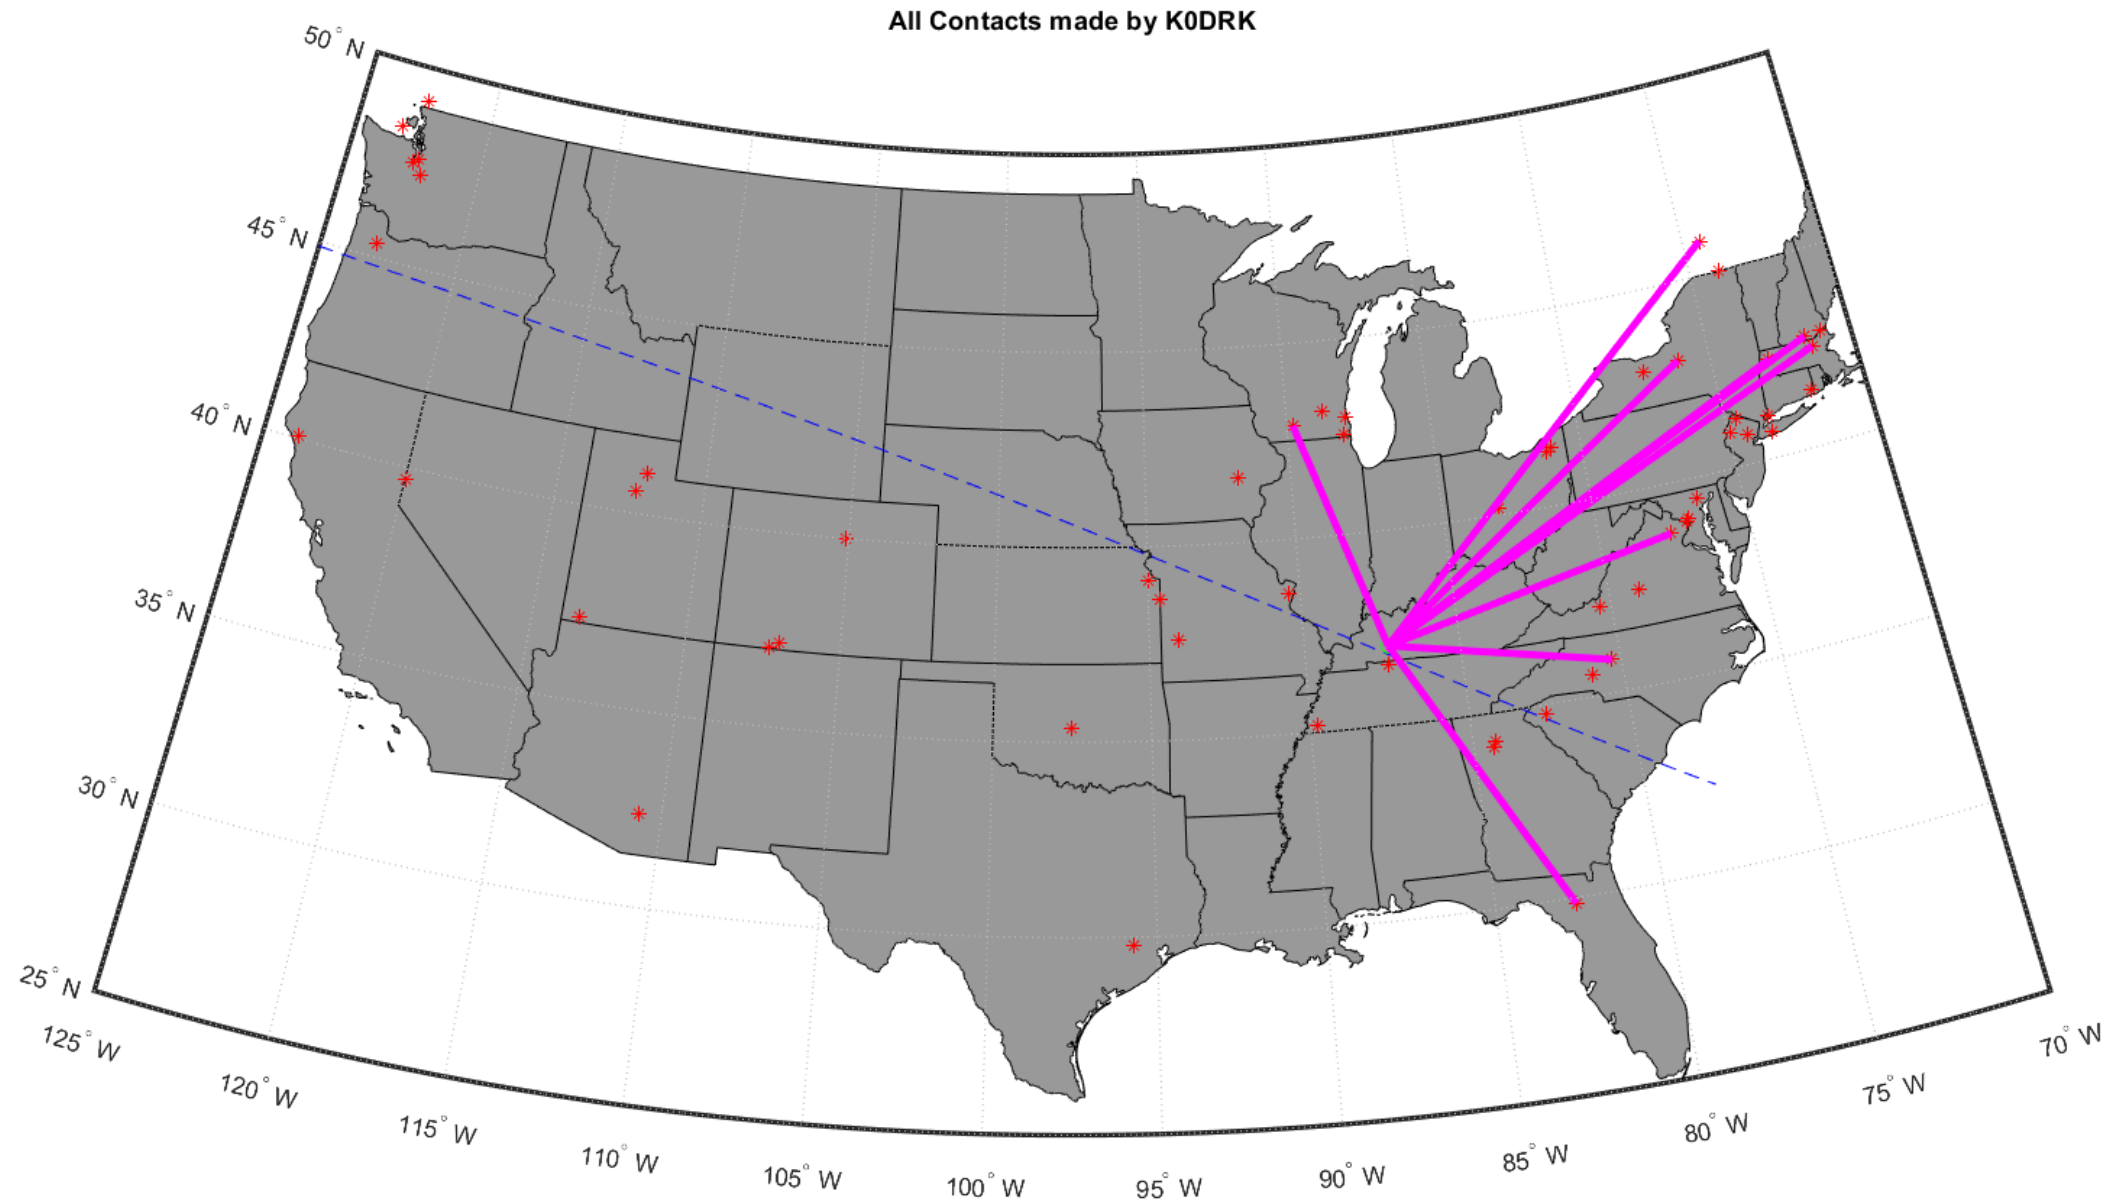 All Contacts made by K0DRK
50° N
45° N
40° N
35° N
30° N
25° N
125° W
120° W
115° W
110° W
105° W
100° W
95° W
90° W
85° W
80° W
75° W
70° W